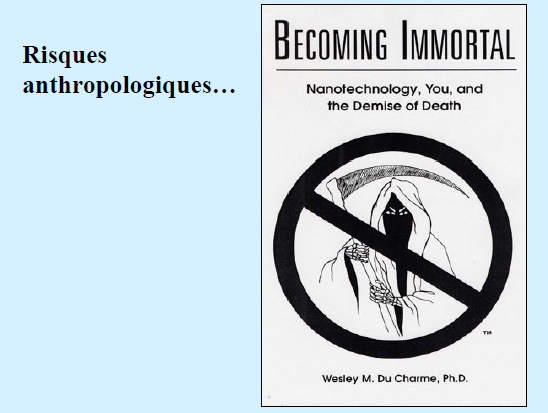 Risques
anthropologiques…
BECOMING IMMORTAL
Nanotechnology, You, and
the Demise of Death
TM
Wesley M. Du Charme, Ph.D.